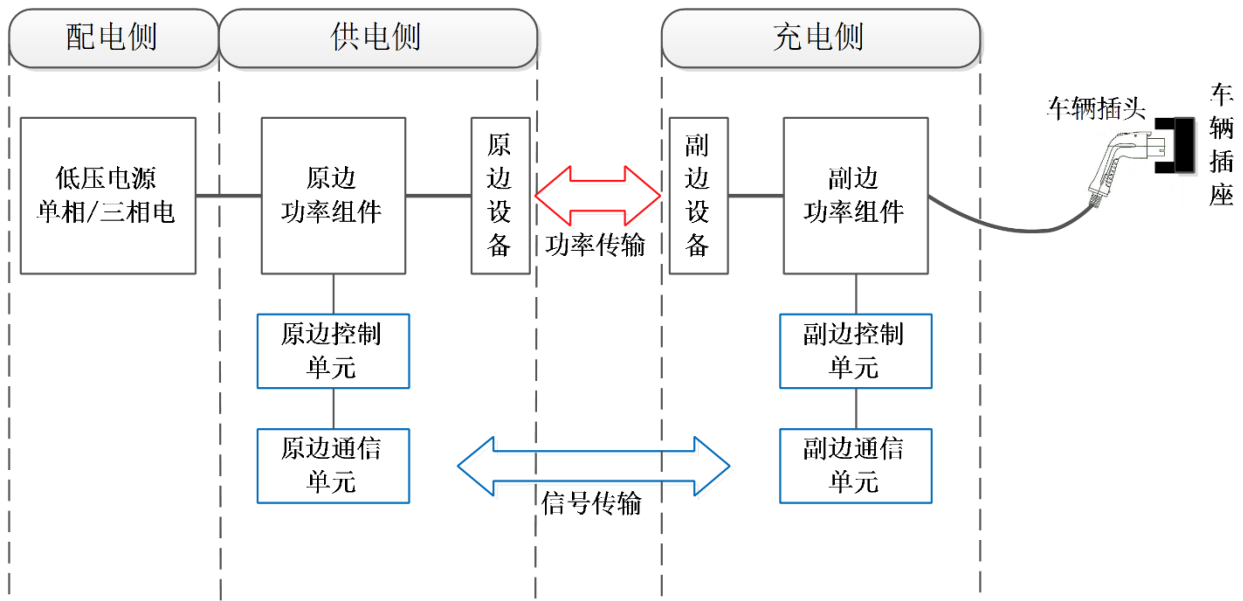 配电侧
供电侧
充电侧
低压电源
单相/三相电
原边
功率组件
原
边
设
备
功率传输
副
边
设
备
副边
功率组件
车辆插头
车
辆
插
座
原边控制
单元
副边控制
单元
原边通信
单元
信号传输
副边通信
单元